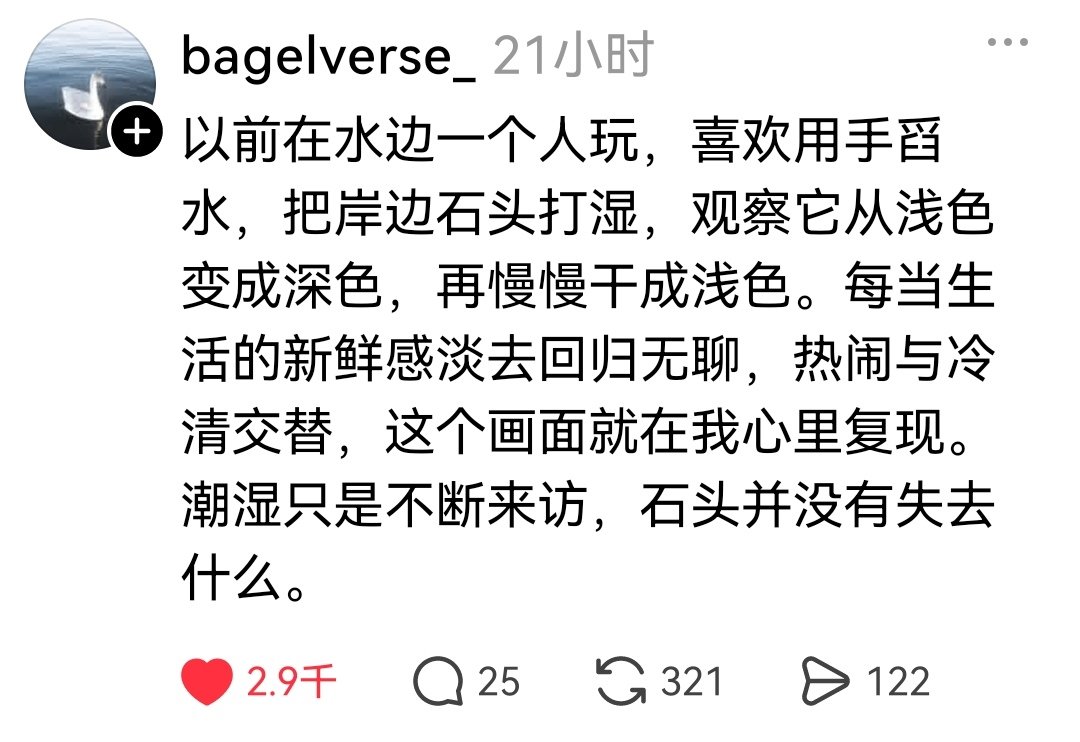 bagelverse_ 21小时
以前在水边一个人玩，喜欢用手舀
水，把岸边石头打湿，观察它从浅色
变成深色，再慢慢干成浅色。每当生
活的新鲜感淡去回归无聊，热闹与冷
清交替，这个画面就在我心里复现。
潮湿只是不断来访，石头并没有失去
什么。
2.9千 25 321 122